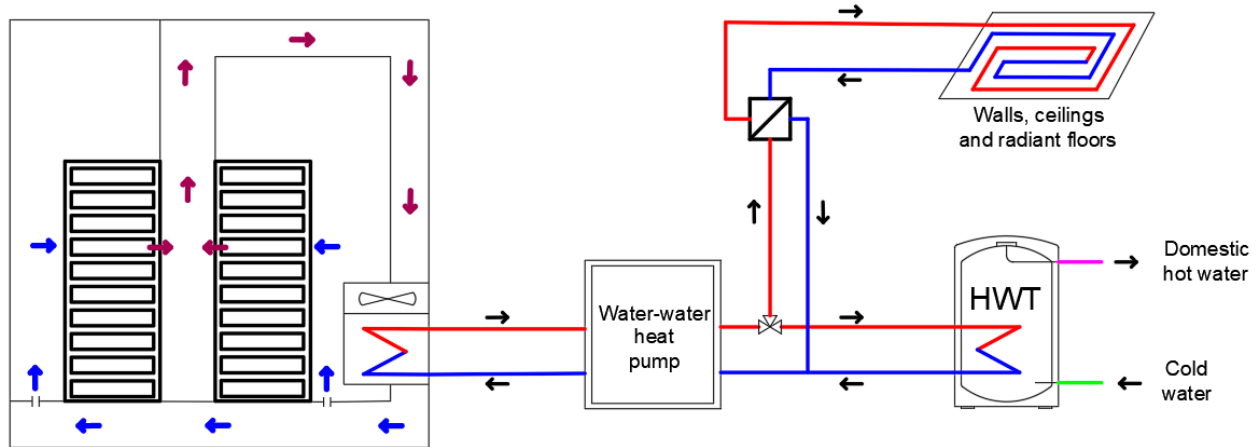 Walls, ceilings
and radiant floors
Water-water
heat
pump
HWT
Domestic
hot water
Cold
water